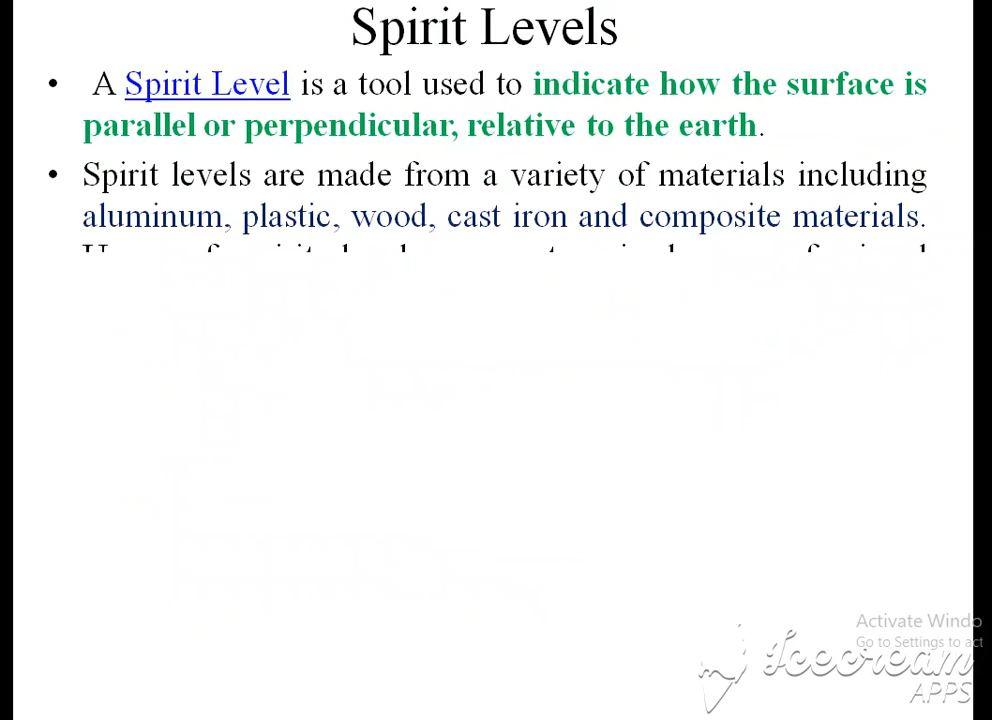 Spirit Levels
• A Spirit Level is a tool used to indicate how the surface is
parallel or perpendicular, relative to the earth.
• Spirit levels are made from a variety of materials including
aluminum, plastic, wood, cast iron and composite materials.
Activate Windo
Go to Settings to act
Icecream
APPS